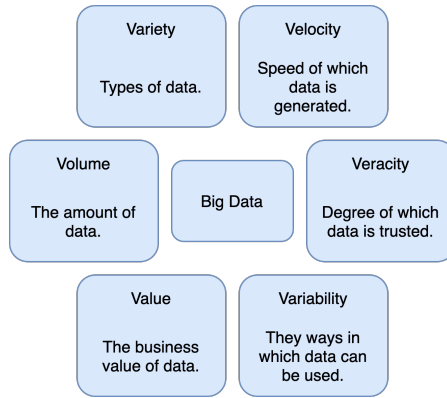 Variety
Types of data.
Velocity
Speed of which
data is
generated.
Volume
The amount of
data.
Big Data
Veracity
Degree of which
data is trusted.
Value
The business
value of data.
Variability
They ways in
which data can
be used.